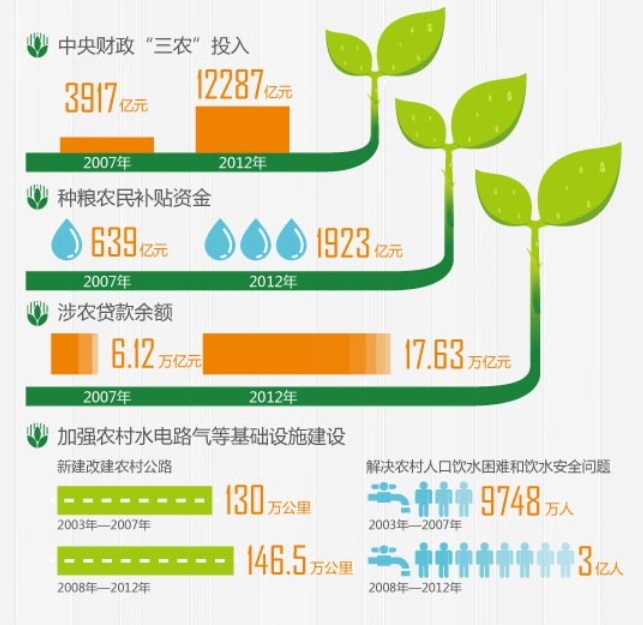 中央财政“三农”投入
3917亿元
12287亿元
2007年
2012年
种粮农民补贴资金
639亿元
1923亿元
2007年
2012年
涉农贷款余额
6.12万亿元
17.63万亿元
2007年
2012年
加强农村水电路气等基础设施建设
新建改建农村公路
130万公里
2003年—2007年
146.5万公里
2008年—2012年
解决农村人口饮水困难和饮水安全问题
9748万人
2003年—2007年
3亿人
2008年—2012年